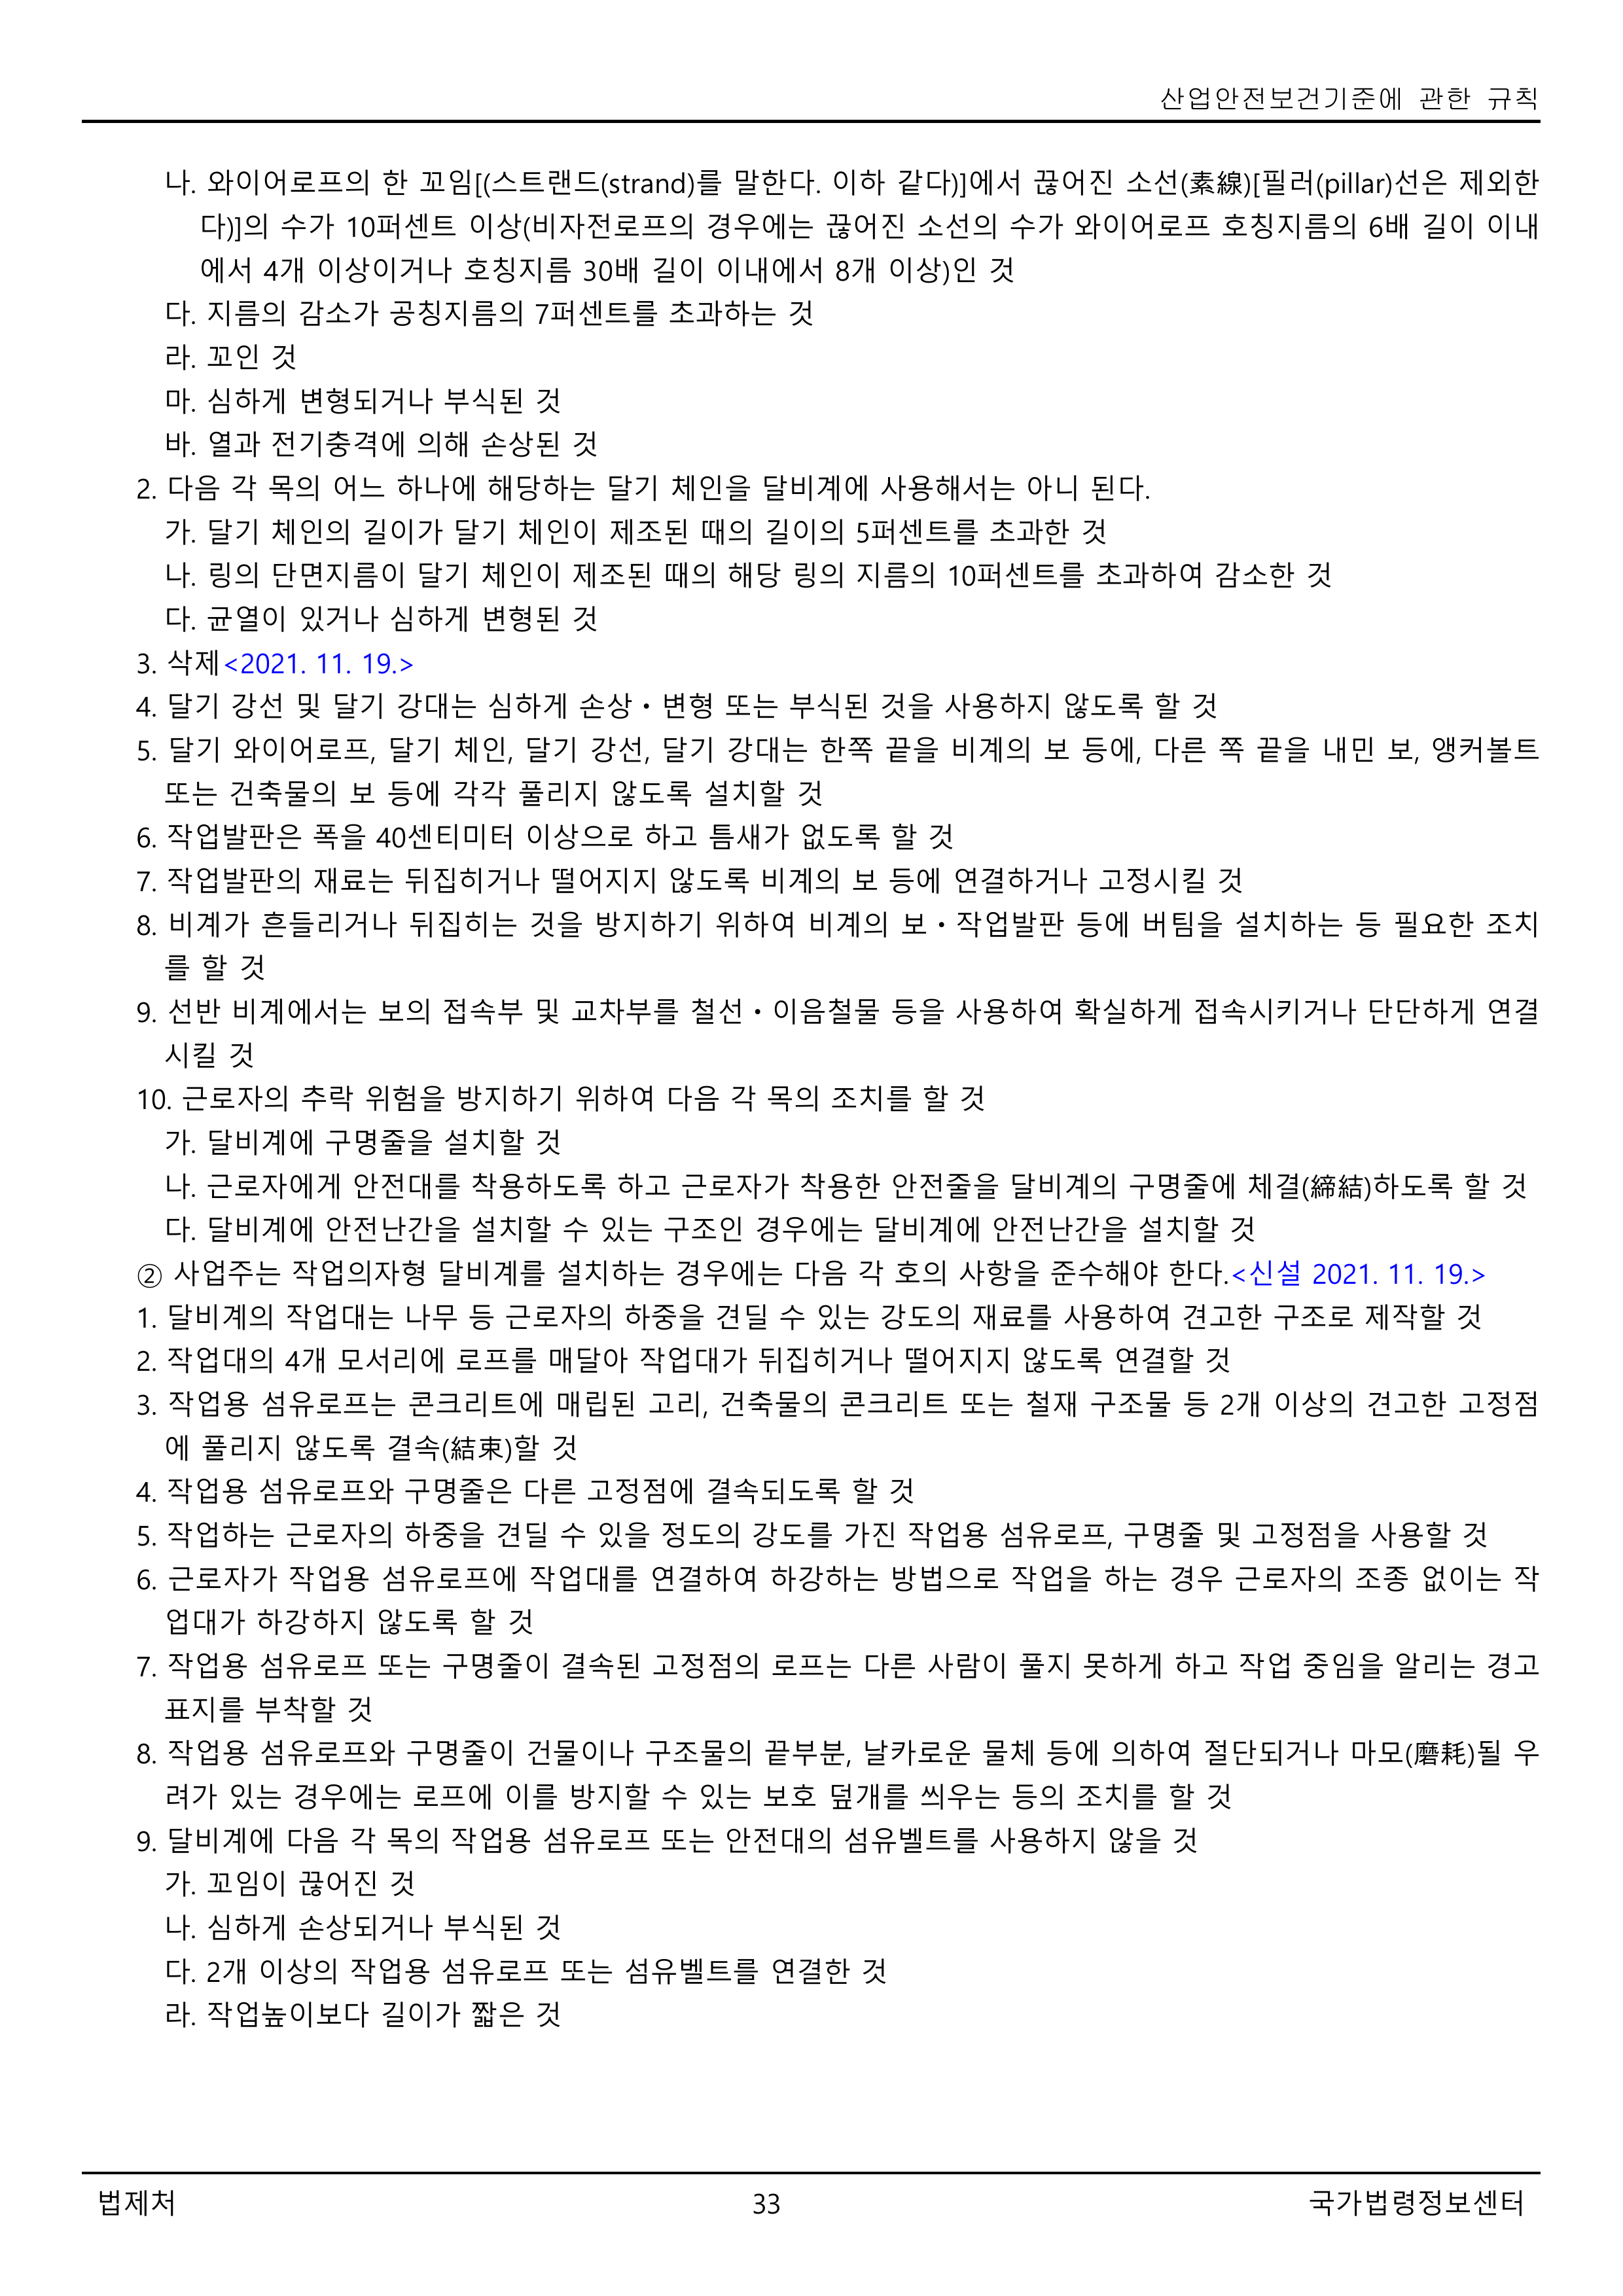 산업안전보건기준에 관한 규칙
나. 와이어로프의 한 꼬임[(스트랜드(strand)를 말한다. 이하 같다)]에서 끊어진 소선(素線)[필러(pillar)선은 제외한
다)]의 수가 10퍼센트 이상(비자전로프의 경우에는 끊어진 소선의 수가 와이어로프 호칭지름의 6배 길이 이내
에서 4개 이상이거나 호칭지름 30배 길이 이내에서 8개 이상)인 것
다. 지름의 감소가 공칭지름의 7퍼센트를 초과하는 것
라. 꼬인 것
마. 심하게 변형되거나 부식된 것
바. 열과 전기충격에 의해 손상된 것
2. 다음 각 목의 어느 하나에 해당하는 달기 체인을 달비계에 사용해서는 아니 된다.
가. 달기 체인의 길이가 달기 체인이 제조된 때의 길이의 5퍼센트를 초과한 것
나. 링의 단면지름이 달기 체인이 제조된 때의 해당 링의 지름의 10퍼센트를 초과하여 감소한 것
다. 균열이 있거나 심하게 변형된 것
3. 삭제<2021. 11. 19.>
4. 달기 강선 및 달기 강대는 심하게 손상ㆍ변형 또는 부식된 것을 사용하지 않도록 할 것
5. 달기 와이어로프, 달기 체인, 달기 강선, 달기 강대는 한쪽 끝을 비계의 보 등에, 다른 쪽 끝을 내민 보, 앵커볼트
또는 건축물의 보 등에 각각 풀리지 않도록 설치할 것
6. 작업발판은 폭을 40센티미터 이상으로 하고 틈새가 없도록 할 것
7. 작업발판의 재료는 뒤집히거나 떨어지지 않도록 비계의 보 등에 연결하거나 고정시킬 것
8. 비계가 흔들리거나 뒤집히는 것을 방지하기 위하여 비계의 보ㆍ작업발판 등에 버팀을 설치하는 등 필요한 조치
를 할 것
9. 선반 비계에서는 보의 접속부 및 교차부를 철선ㆍ이음철물 등을 사용하여 확실하게 접속시키거나 단단하게 연결
시킬 것
10. 근로자의 추락 위험을 방지하기 위하여 다음 각 목의 조치를 할 것
가. 달비계에 구명줄을 설치할 것
나. 근로자에게 안전대를 착용하도록 하고 근로자가 착용한 안전줄을 달비계의 구명줄에 체결(締結)하도록 할 것
다. 달비계에 안전난간을 설치할 수 있는 구조인 경우에는 달비계에 안전난간을 설치할 것
② 사업주는 작업의자형 달비계를 설치하는 경우에는 다음 각 호의 사항을 준수해야 한다.<신설 2021. 11. 19.>
1. 달비계의 작업대는 나무 등 근로자의 하중을 견딜 수 있는 강도의 재료를 사용하여 견고한 구조로 제작할 것
2. 작업대의 4개 모서리에 로프를 매달아 작업대가 뒤집히거나 떨어지지 않도록 연결할 것
3. 작업용 섬유로프는 콘크리트에 매립된 고리, 건축물의 콘크리트 또는 철재 구조물 등 2개 이상의 견고한 고정점
에 풀리지 않도록 결속(結束)할 것
4. 작업용 섬유로프와 구명줄은 다른 고정점에 결속되도록 할 것
5. 작업하는 근로자의 하중을 견딜 수 있을 정도의 강도를 가진 작업용 섬유로프, 구명줄 및 고정점을 사용할 것
6. 근로자가 작업용 섬유로프에 작업대를 연결하여 하강하는 방법으로 작업을 하는 경우 근로자의 조종 없이는 작
업대가 하강하지 않도록 할 것
7. 작업용 섬유로프 또는 구명줄이 결속된 고정점의 로프는 다른 사람이 풀지 못하게 하고 작업 중임을 알리는 경고
표지를 부착할 것
8. 작업용 섬유로프와 구명줄이 건물이나 구조물의 끝부분, 날카로운 물체 등에 의하여 절단되거나 마모(磨耗)될 우
려가 있는 경우에는 로프에 이를 방지할 수 있는 보호 덮개를 씌우는 등의 조치를 할 것
9. 달비계에 다음 각 목의 작업용 섬유로프 또는 안전대의 섬유벨트를 사용하지 않을 것
가. 꼬임이 끊어진 것
나. 심하게 손상되거나 부식된 것
다. 2개 이상의 작업용 섬유로프 또는 섬유벨트를 연결한 것
라. 작업높이보다 길이가 짧은 것
법제처
33
국가법령정보센터